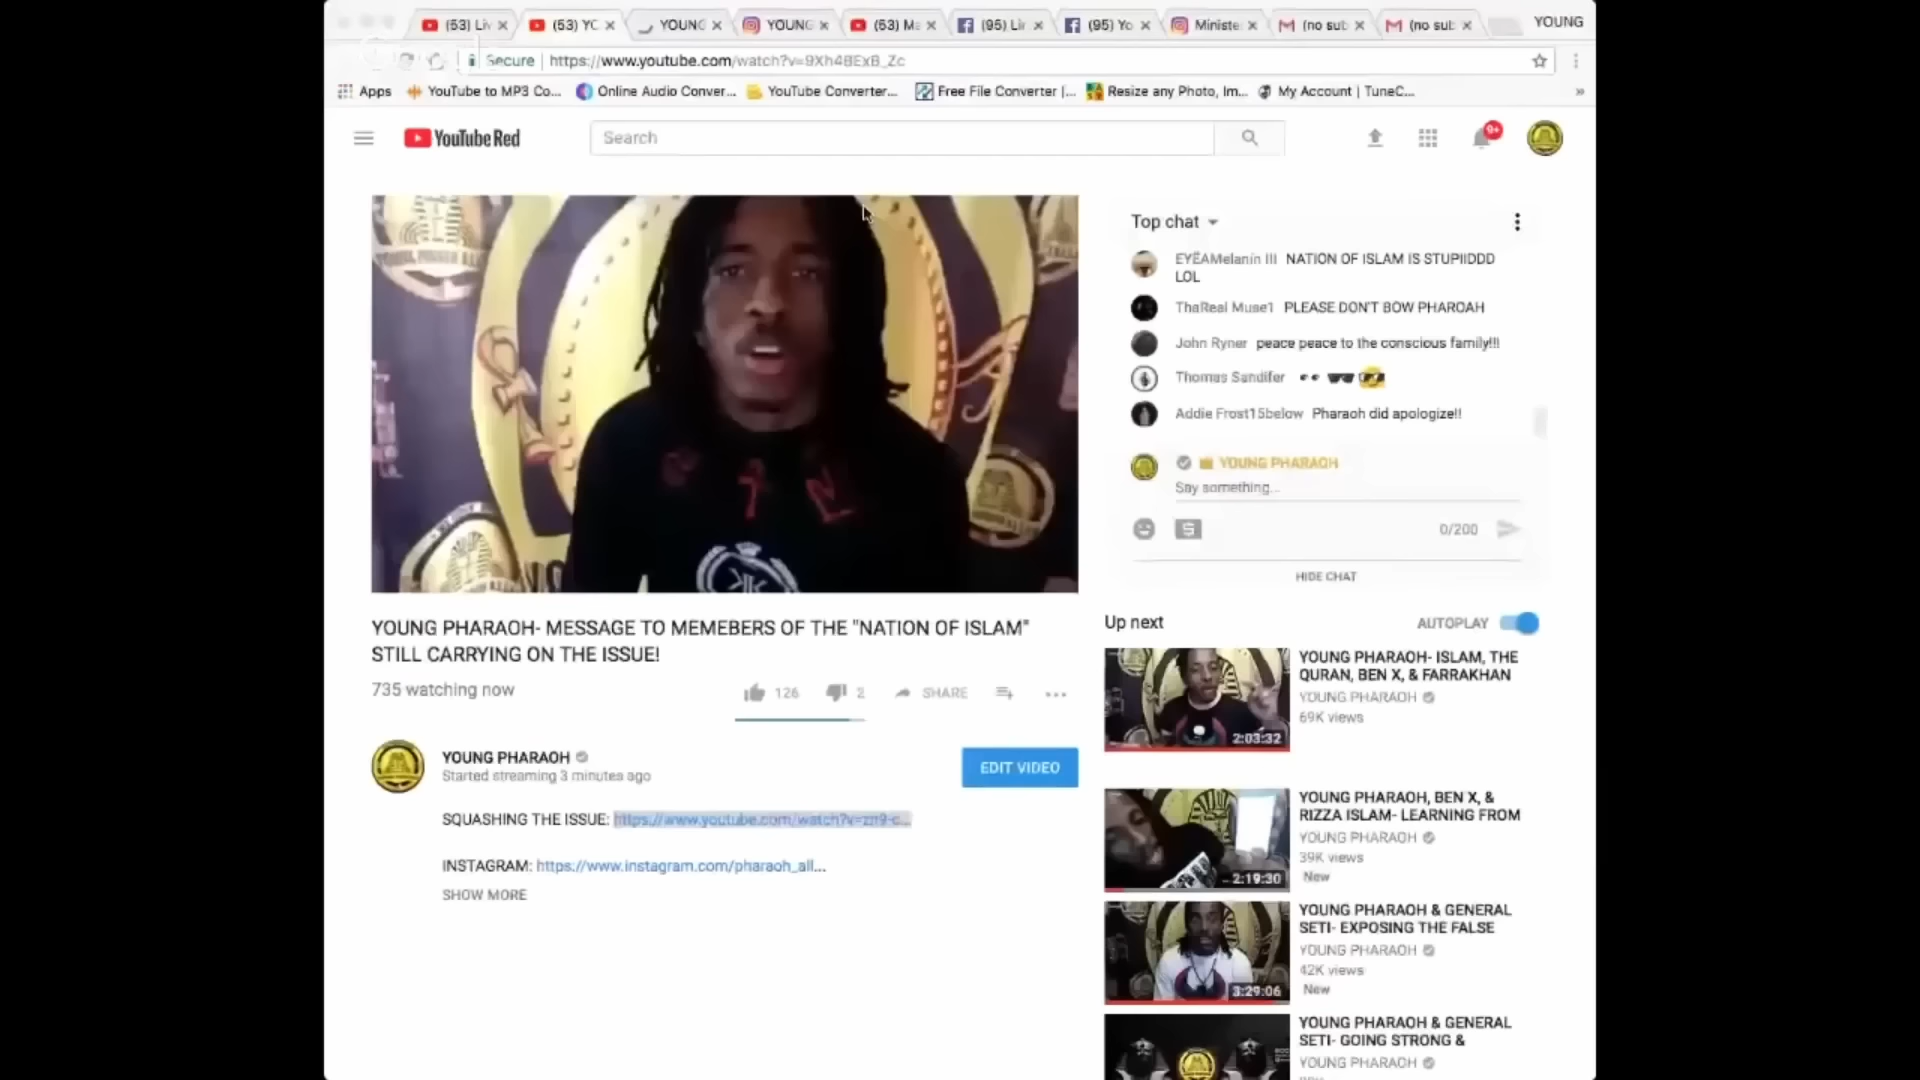 (53) Liv
(53) YC
YOUNG
YOUNG
(53) Ma
(95) Lir
(95) Yo
Ministe
(no sub
(no sub
YOUNG
Secure | https://www.youtube.com/watch?v=9Xh4BExB_Zc
Apps YouTube to MP3 Co... Online Audio Conver... YouTube Converter... Free File Converter |... Resize any Photo, Im... My Account | TuneC... »
YouTube Red
Search
9+
Top chat
EYËAMelanin III NATION OF ISLAM IS STUPIIDDD
LOL
ThaReal Muse1 PLEASE DON'T BOW PHAROAH
John Ryner peace peace to the conscious family!!!
Thomas Sandifer
Addie Frost15below Pharaoh did apologize!!
YOUNG PHARAOH
Say something...
0/200
HIDE CHAT
YOUNG PHARAOH- MESSAGE TO MEMEBERS OF THE "NATION OF ISLAM"
STILL CARRYING ON THE ISSUE!
735 watching now
126
2
SHARE
YOUNG PHARAOH
Started streaming 3 minutes ago
EDIT VIDEO
SQUASHING THE ISSUE: https://www.youtube.com/watch?v=zn9-c...
INSTAGRAM: https://www.instagram.com/pharaoh_all...
SHOW MORE
Up next
AUTOPLAY
YOUNG PHARAOH- ISLAM, THE
QURAN, BEN X, & FARRAKHAN
YOUNG PHARAOH
69K views
2:03:32
YOUNG PHARAOH, BEN X, &
RIZZA ISLAM- LEARNING FROM
YOUNG PHARAOH
39K views
New
2:19:30
YOUNG PHARAOH & GENERAL
SETI- EXPOSING THE FALSE
YOUNG PHARAOH
42K views
New
3:29:06
YOUNG PHARAOH & GENERAL
SETI- GOING STRONG &
YOUNG PHARAOH